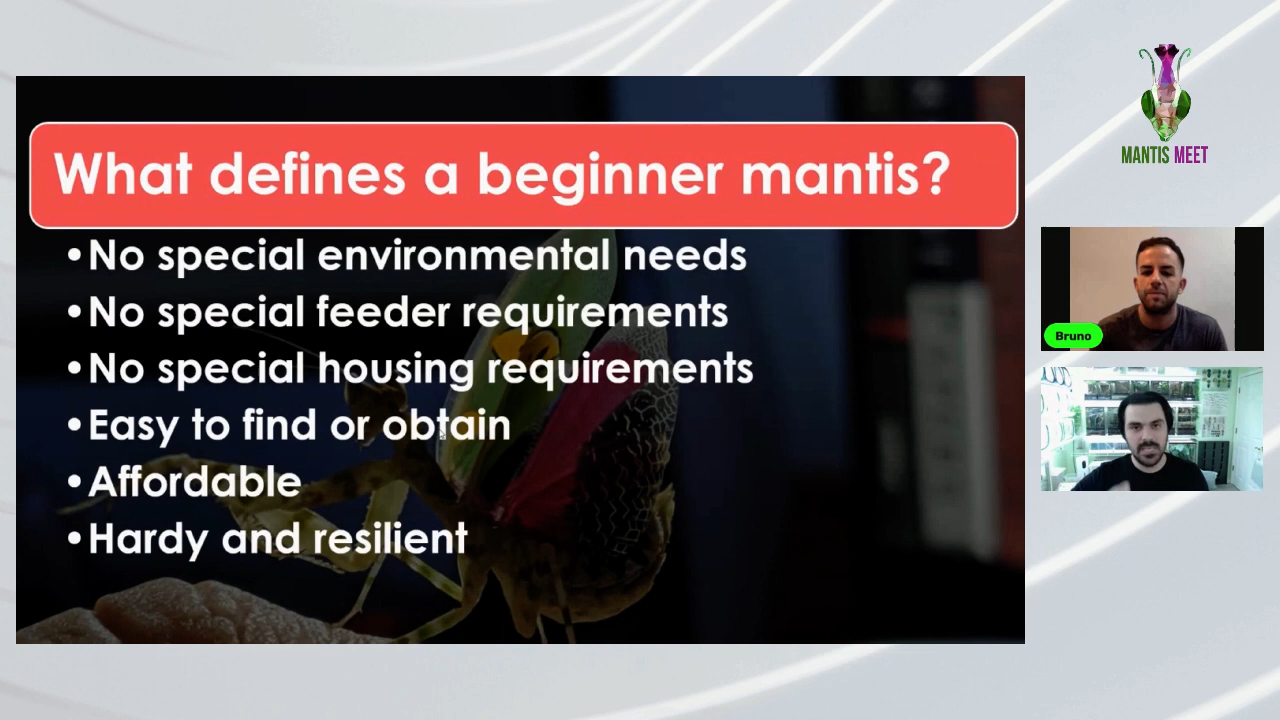 What defines a beginner mantis?
•No special environmental needs
•No special feeder requirements
•No special housing requirements
•Easy to find or obtain
•Affordable
•Hardy and resilient
MANTIS MEET
Bruno